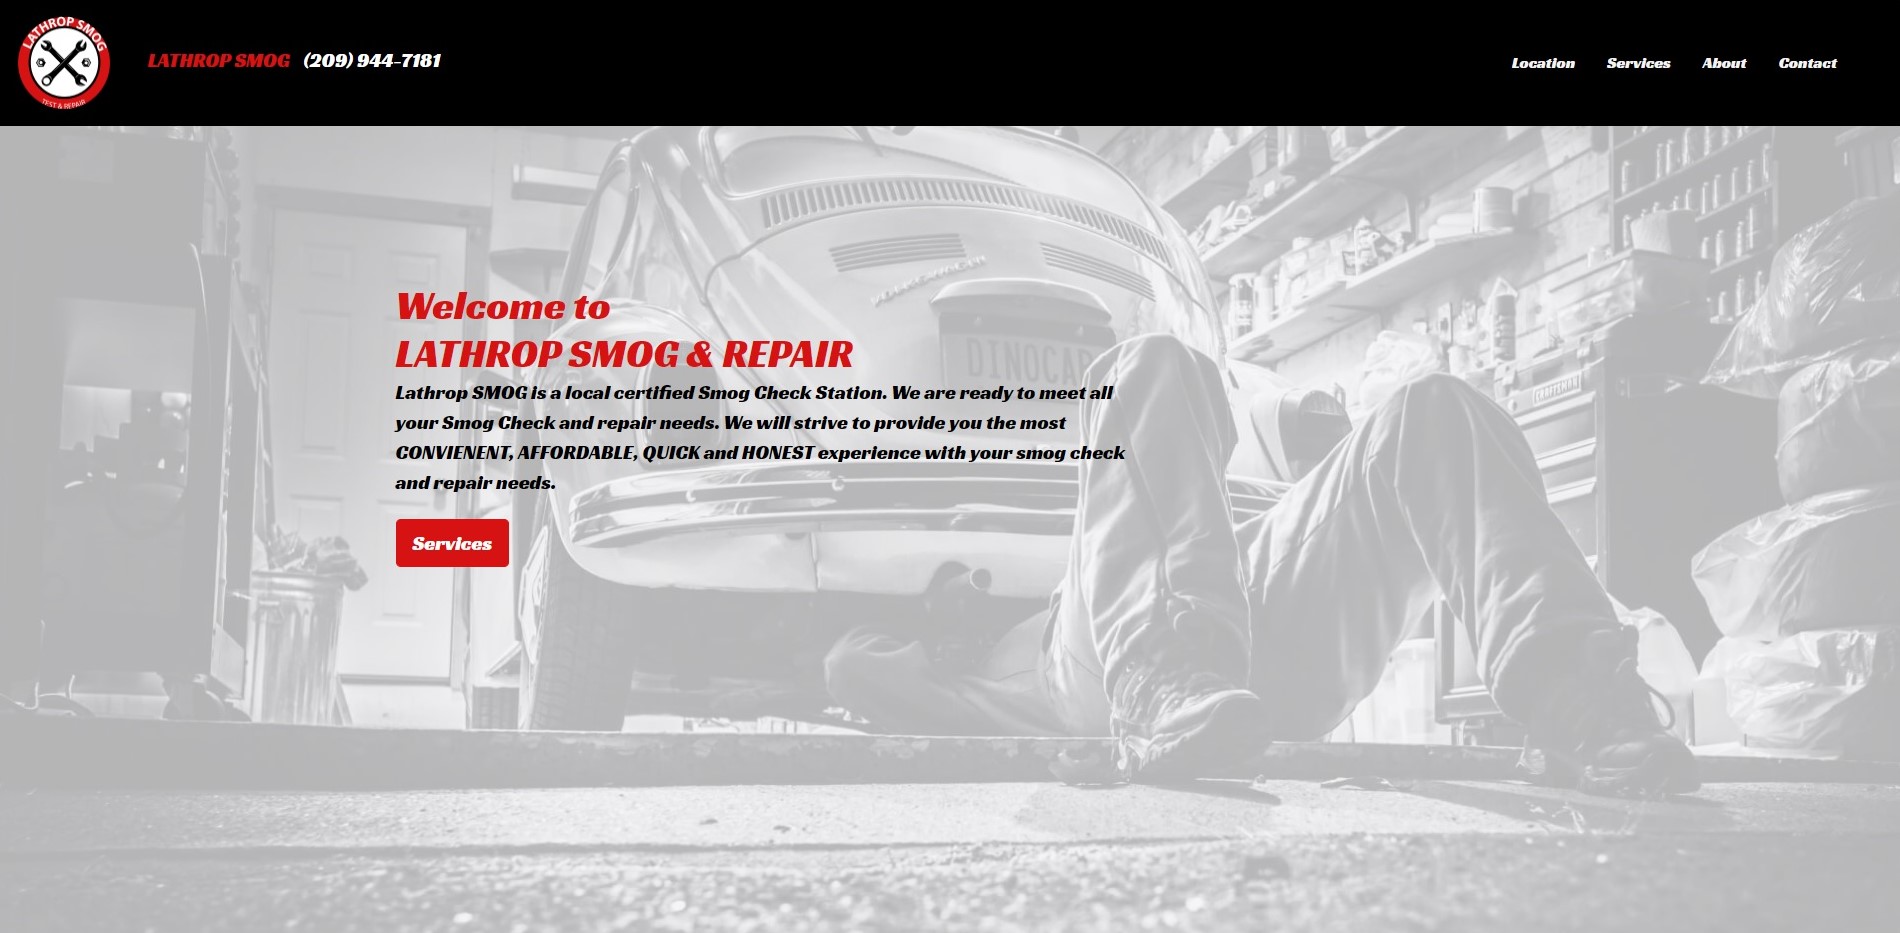 LATHROP SMOG
TEST & REPAIR
LATHROP SMOG (209) 944-7181
Location Services About Contact
VOLKSWAGEN
DINOCAR
CRAFTSMAN
Welcome to
LATHROP SMOG & REPAIR
Lathrop SMOG is a local certified Smog Check Station. We are ready to meet all
your Smog Check and repair needs. We will strive to provide you the most
CONVIENENT, AFFORDABLE, QUICK and HONEST experience with your smog check
and repair needs.
Services